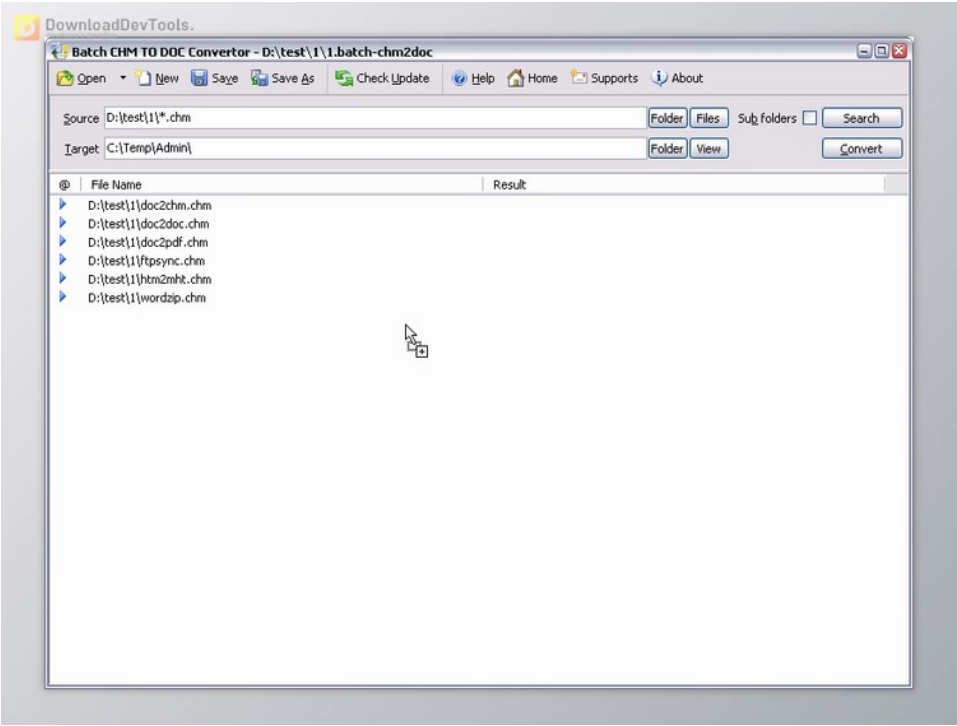 DownloadDevTools.
Batch CHM TO DOC Convertor - D:\test\1\1.batch-chm2doc
Open New Save Save As Check Update Help Home Supports About
Source D:\test\1\*.chm Folder Files Sub folders Search
Target C:\Temp\Admin\ Folder View Convert
@ File Name Result
D:\test\1\doc2chm.chm
D:\test\1\doc2doc.chm
D:\test\1\doc2pdf.chm
D:\test\1\ftpsync.chm
D:\test\1\htm2mht.chm
D:\test\1\wordzip.chm